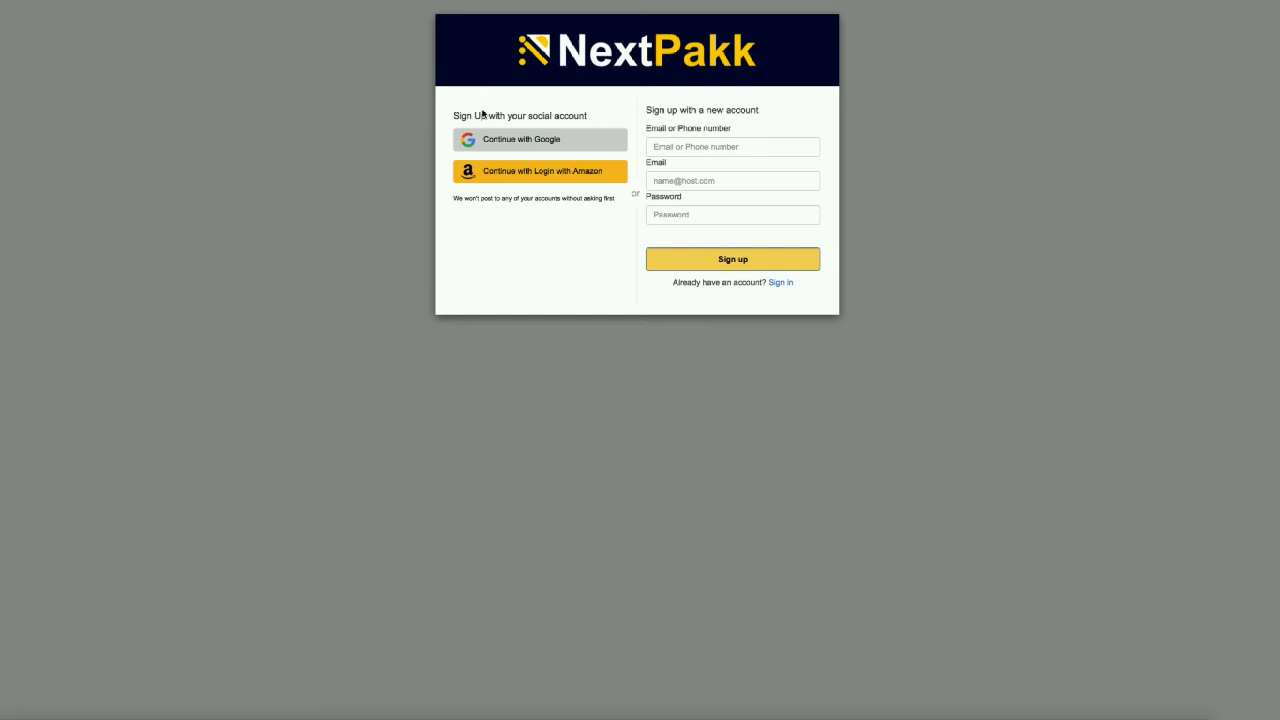 NextPakk
Sign Up with your social account
Continue with Google
Continue with Login with Amazon
We won't post to any of your accounts without asking first
or
Sign up with a new account
Email or Phone number
Email or Phone number
Email
name@host.com
Password
Password
Sign up
Already have an account? Sign in